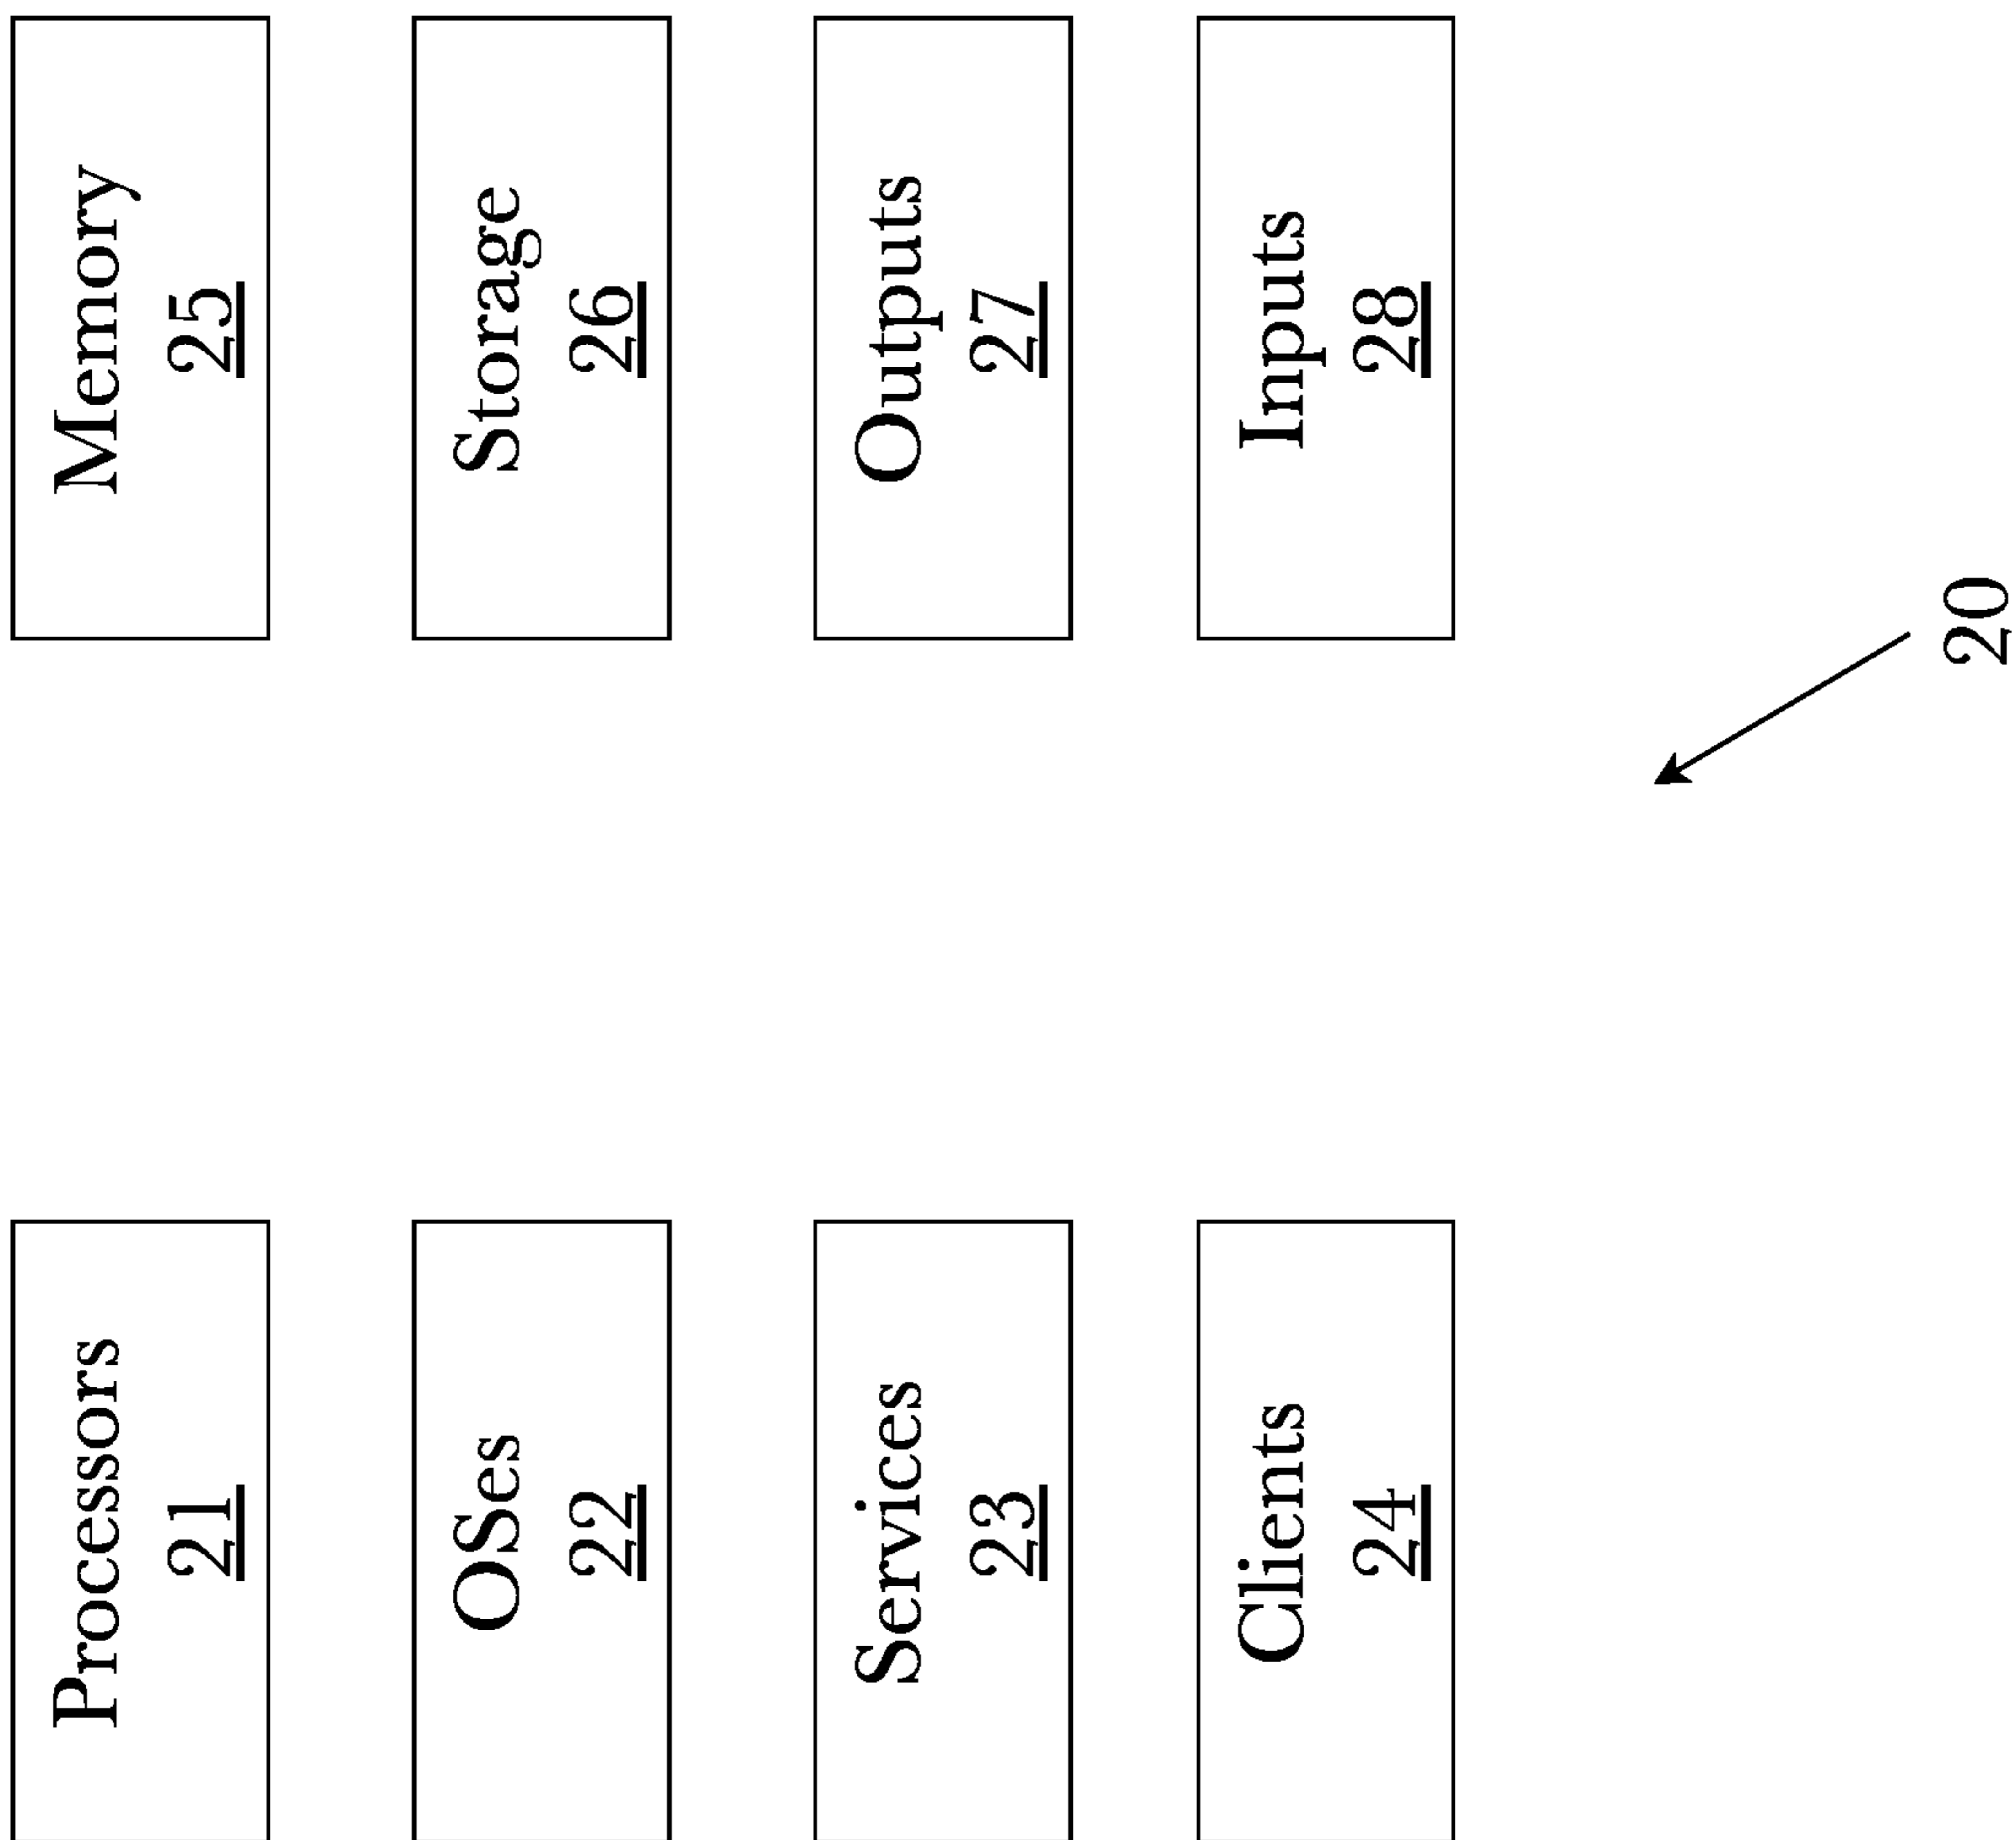 Processors
21
Memory
25
OSes
22
Storage
26
Services
23
Outputs
27
Clients
24
Inputs
28
20